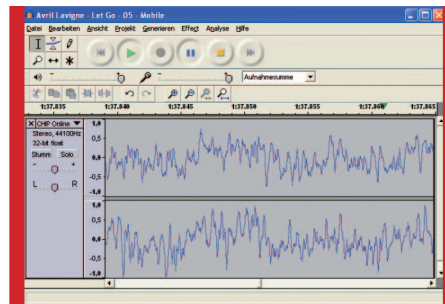 Avril Lavigne - Let Go - 05 - Mobile
Datei Bearbeiten Ansicht Projekt Generieren Effekt Analyse Hilfe
Aufnahmesumme
1:37,835 1:37,840 1:37,845 1:37,850 1:37,855 1:37,860 1:37,865
X CHIP Online
Stereo, 44100Hz
32-bit float
Stumm Solo
- +
L R
1,0
0,5
0,0
-0,5
-1,0
1,0
0,5
0,0
-0,5
-1,0